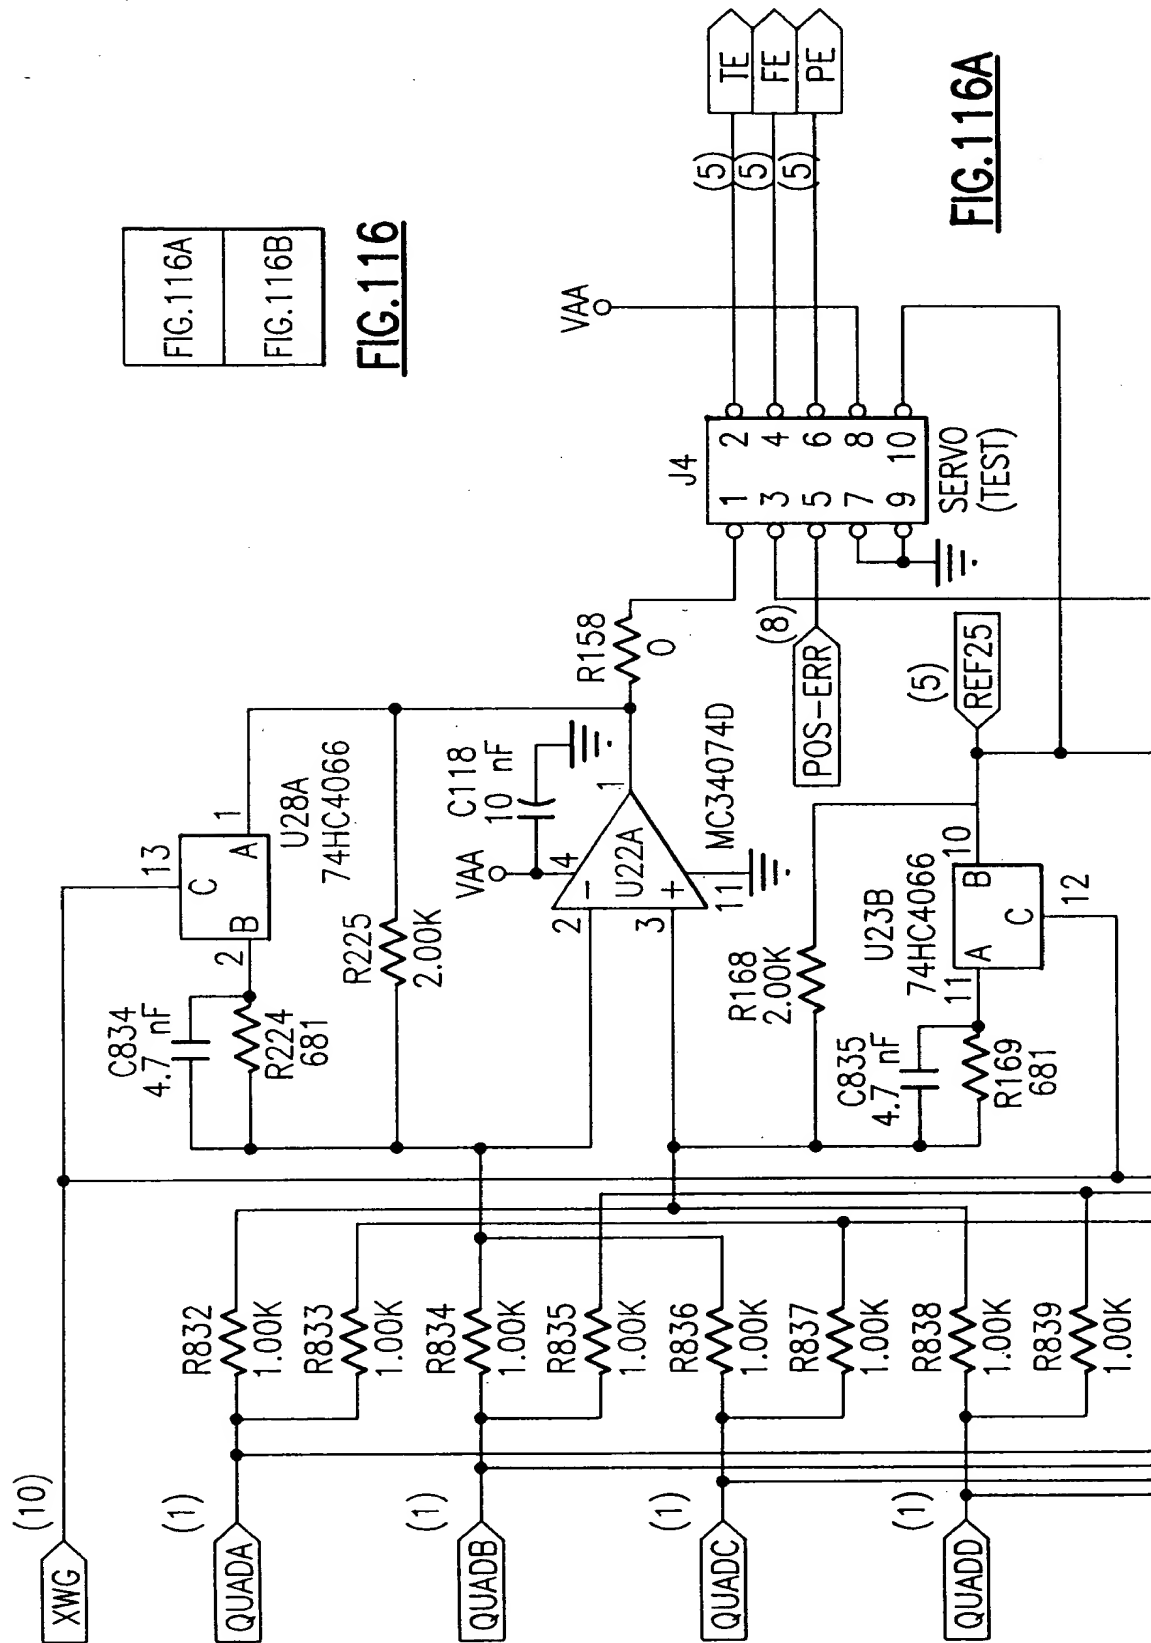 XWG
(10)
QUADA
(1)
QUADB
(1)
QUADC
(1)
QUADD
(1)
R832
1.00K
R833
1.00K
R834
1.00K
R835
1.00K
R836
1.00K
R837
1.00K
R838
1.00K
R839
1.00K
C834
4.7 nF
R224
681
2
B
C
A
13
1
U28A
74HC4066
R225
2.00K
VAA
C118
10 nF
4
2
3
-
+
U22A
1
11
MC34074D
R168
2.00K
C835
4.7 nF
R169
681
11
A
B
C
10
12
U23B
74HC4066
R158
0
(8)
POS-ERR
(5)
REF25
J4
1 2
3 4
5 6
7 8
9 10
SERVO
(TEST)
VAA
(5)
(5)
(5)
TE
FE
PE
FIG.116A
FIG.116B
FIG.116
FIG.116A